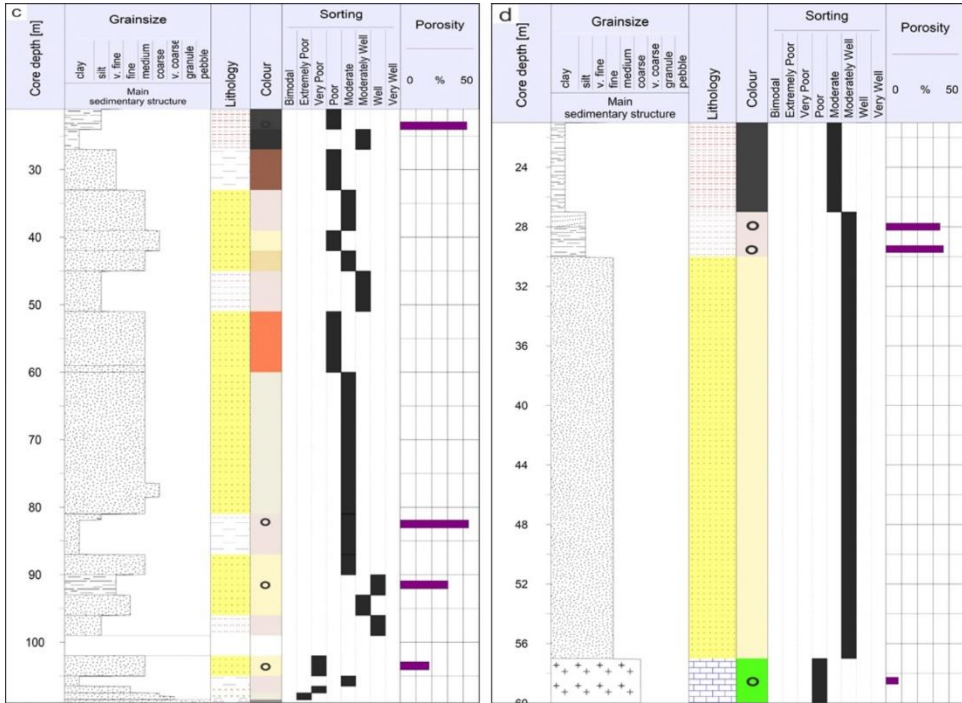 c
Core depth [m]
Grainsize
clay
silt
v. fine
fine
medium
coarse
v. coarse
granule
pebble
Main
sedimentary structure
Lithology
Colour
Sorting
Bimodal
Extremely Poor
Very Poor
Poor
Moderate
Moderately Well
Well
Very Well
Porosity
0 % 50
30
40
50
60
70
80
90
100
d
Core depth [m]
Grainsize
clay
silt
v. fine
fine
medium
coarse
v. coarse
granule
pebble
Main
sedimentary structure
Lithology
Colour
Sorting
Bimodal
Extremely Poor
Very Poor
Poor
Moderate
Moderately Well
Well
Very Well
Porosity
0 % 50
24
28
32
36
40
44
48
52
56
60